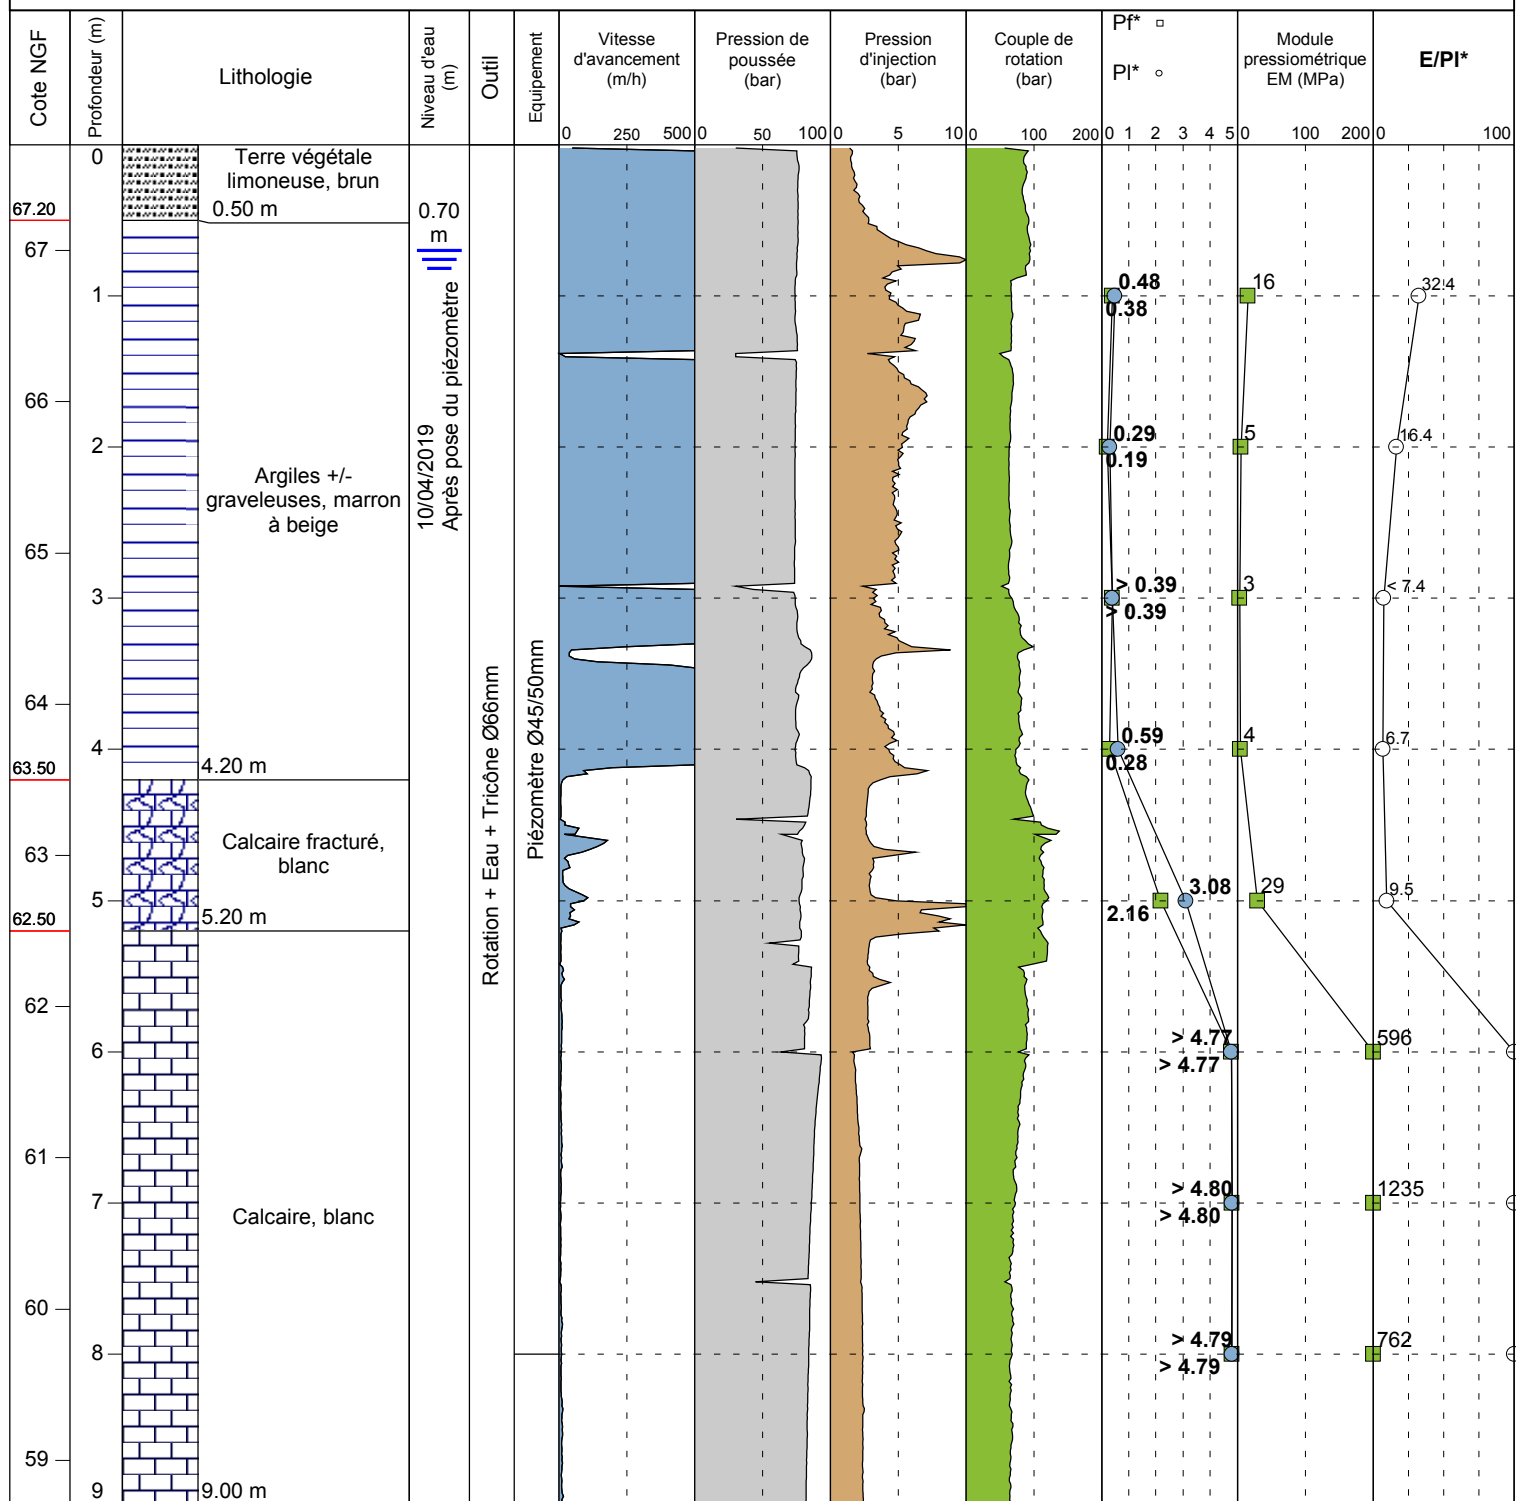 Cote NGF
Profondeur (m)
Lithologie
Niveau d'eau
(m)
Outil
Equipement
Vitesse
d'avancement
(m/h)
0 250 500
Pression de
poussée
(bar)
0 50 100
Pression
d'injection
(bar)
0 5 10
Couple de
rotation
(bar)
0 100 200
Pf*
Pl*
0 1 2 3 4 5
Module
pressiométrique
EM (MPa)
0 100 200
E/Pl*
0 100
67.20
67
66
65
64
63.50
63
62.50
62
61
60
59
0
1
2
3
4
5
6
7
8
9
Terre végétale
limoneuse, brun
0.50 m
Argiles +/-
graveleuses, marron
à beige
4.20 m
Calcaire fracturé,
blanc
5.20 m
Calcaire, blanc
9.00 m
0.70
m
10/04/2019
Après pose du piézomètre
Rotation + Eau + Tricône Ø66mm
Piézomètre Ø45/50mm
0.48
0.38
16
32.4
0.29
0.19
5
16.4
> 0.39
> 0.39
3
< 7.4
0.59
0.28
4
6.7
3.08
2.16
29
9.5
> 4.77
> 4.77
596
> 4.80
> 4.80
1235
> 4.79
> 4.79
762